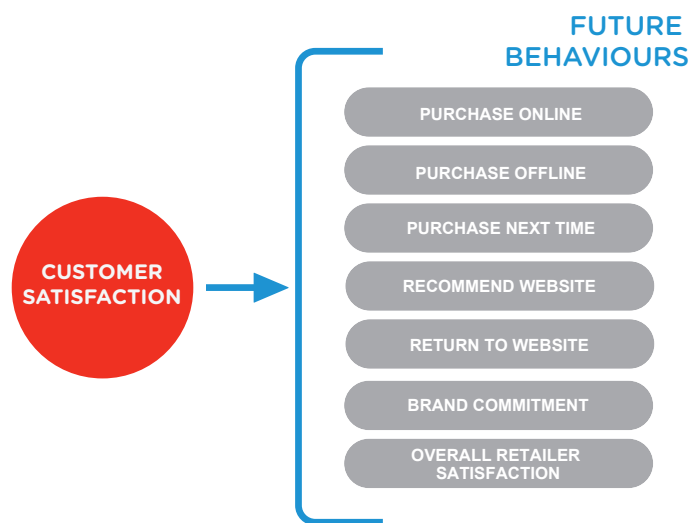 FUTURE
BEHAVIOURS
PURCHASE ONLINE
PURCHASE OFFLINE
PURCHASE NEXT TIME
CUSTOMER
SATISFACTION
RECOMMEND WEBSITE
RETURN TO WEBSITE
BRAND COMMITMENT
OVERALL RETAILER
SATISFACTION